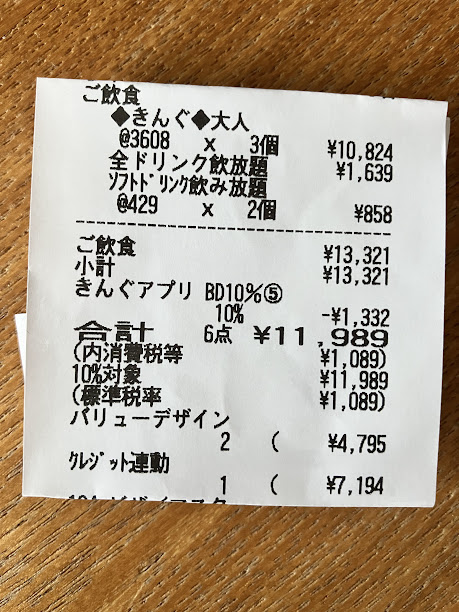 ご飲食
◆きんぐ◆大人
@3608 x 3個 ¥10,824
全ドリンク飲放題 ¥1,639
ソフトドリンク飲み放題
@429 x 2個 ¥858
ご飲食 ¥13,321
小計 ¥13,321
きんぐアプリ BD10%⑤
10% -¥1,332
合計 6点 ¥11,989
(内消費税等 ¥1,089)
10%対象 ¥11,989
(標準税率 ¥1,089)
バリューデザイン
2 ( ¥4,795
クレジット連動
1 ( ¥7,194